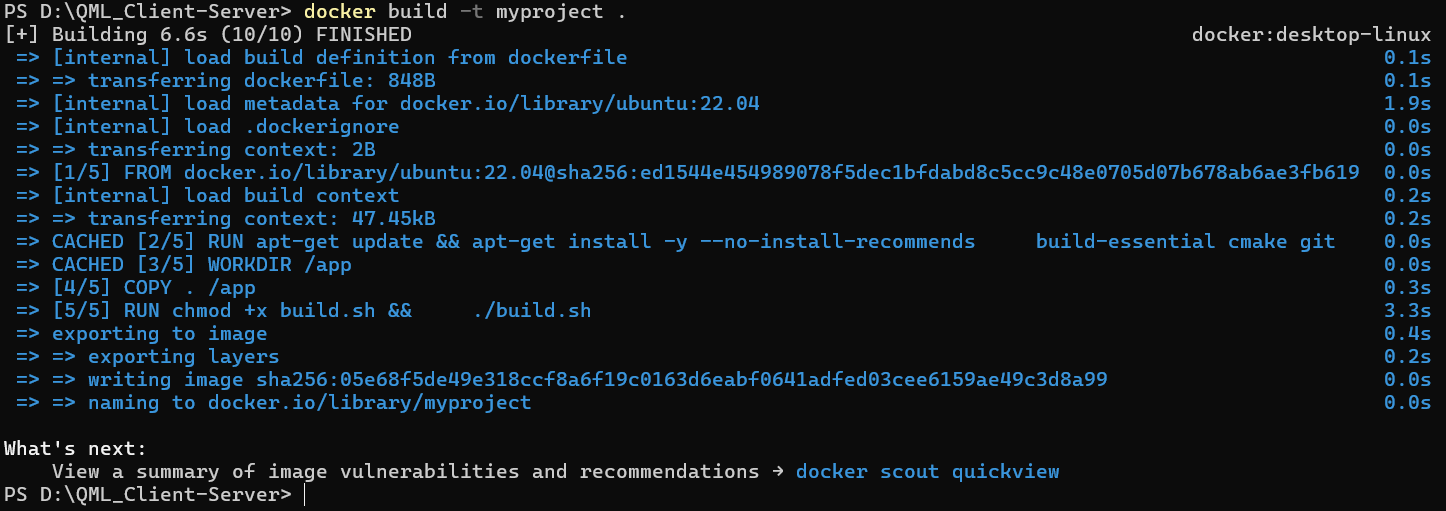 PS D:\QML_Client-Server> docker build -t myproject .
[+] Building 6.6s (10/10) FINISHED docker:desktop-linux
=> [internal] load build definition from dockerfile 0.1s
=> => transferring dockerfile: 848B 0.1s
=> [internal] load metadata for docker.io/library/ubuntu:22.04 1.9s
=> [internal] load .dockerignore 0.0s
=> => transferring context: 2B 0.0s
=> [1/5] FROM docker.io/library/ubuntu:22.04@sha256:ed1544e454989078f5dec1bfdabd8c5cc9c48e0705d07b678ab6ae3fb619 0.0s
=> [internal] load build context 0.2s
=> => transferring context: 47.45kB 0.2s
=> CACHED [2/5] RUN apt-get update && apt-get install -y --no-install-recommends     build-essential cmake git 0.0s
=> CACHED [3/5] WORKDIR /app 0.0s
=> [4/5] COPY . /app 0.3s
=> [5/5] RUN chmod +x build.sh &&     ./build.sh 3.3s
=> exporting to image 0.4s
=> => exporting layers 0.2s
=> => writing image sha256:05e68f5de49e318ccf8a6f19c0163d6eabf0641adfed03cee6159ae49c3d8a99 0.0s
=> => naming to docker.io/library/myproject 0.0s
What's next:
View a summary of image vulnerabilities and recommendations → docker scout quickview
PS D:\QML_Client-Server>